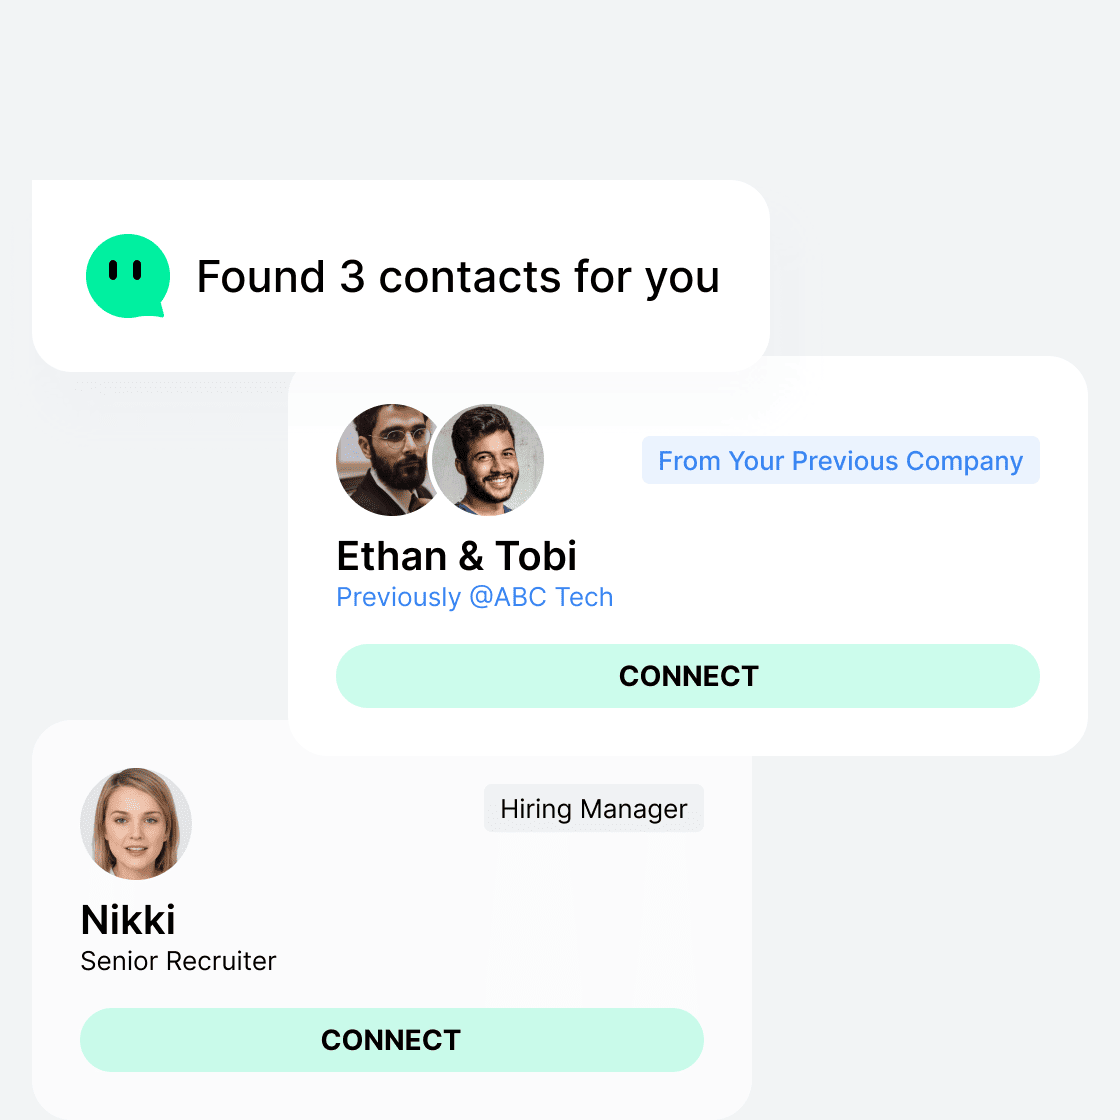 Found 3 contacts for you
From Your Previous Company
Ethan & Tobi
Previously @ABC Tech
CONNECT
Hiring Manager
Nikki
Senior Recruiter
CONNECT